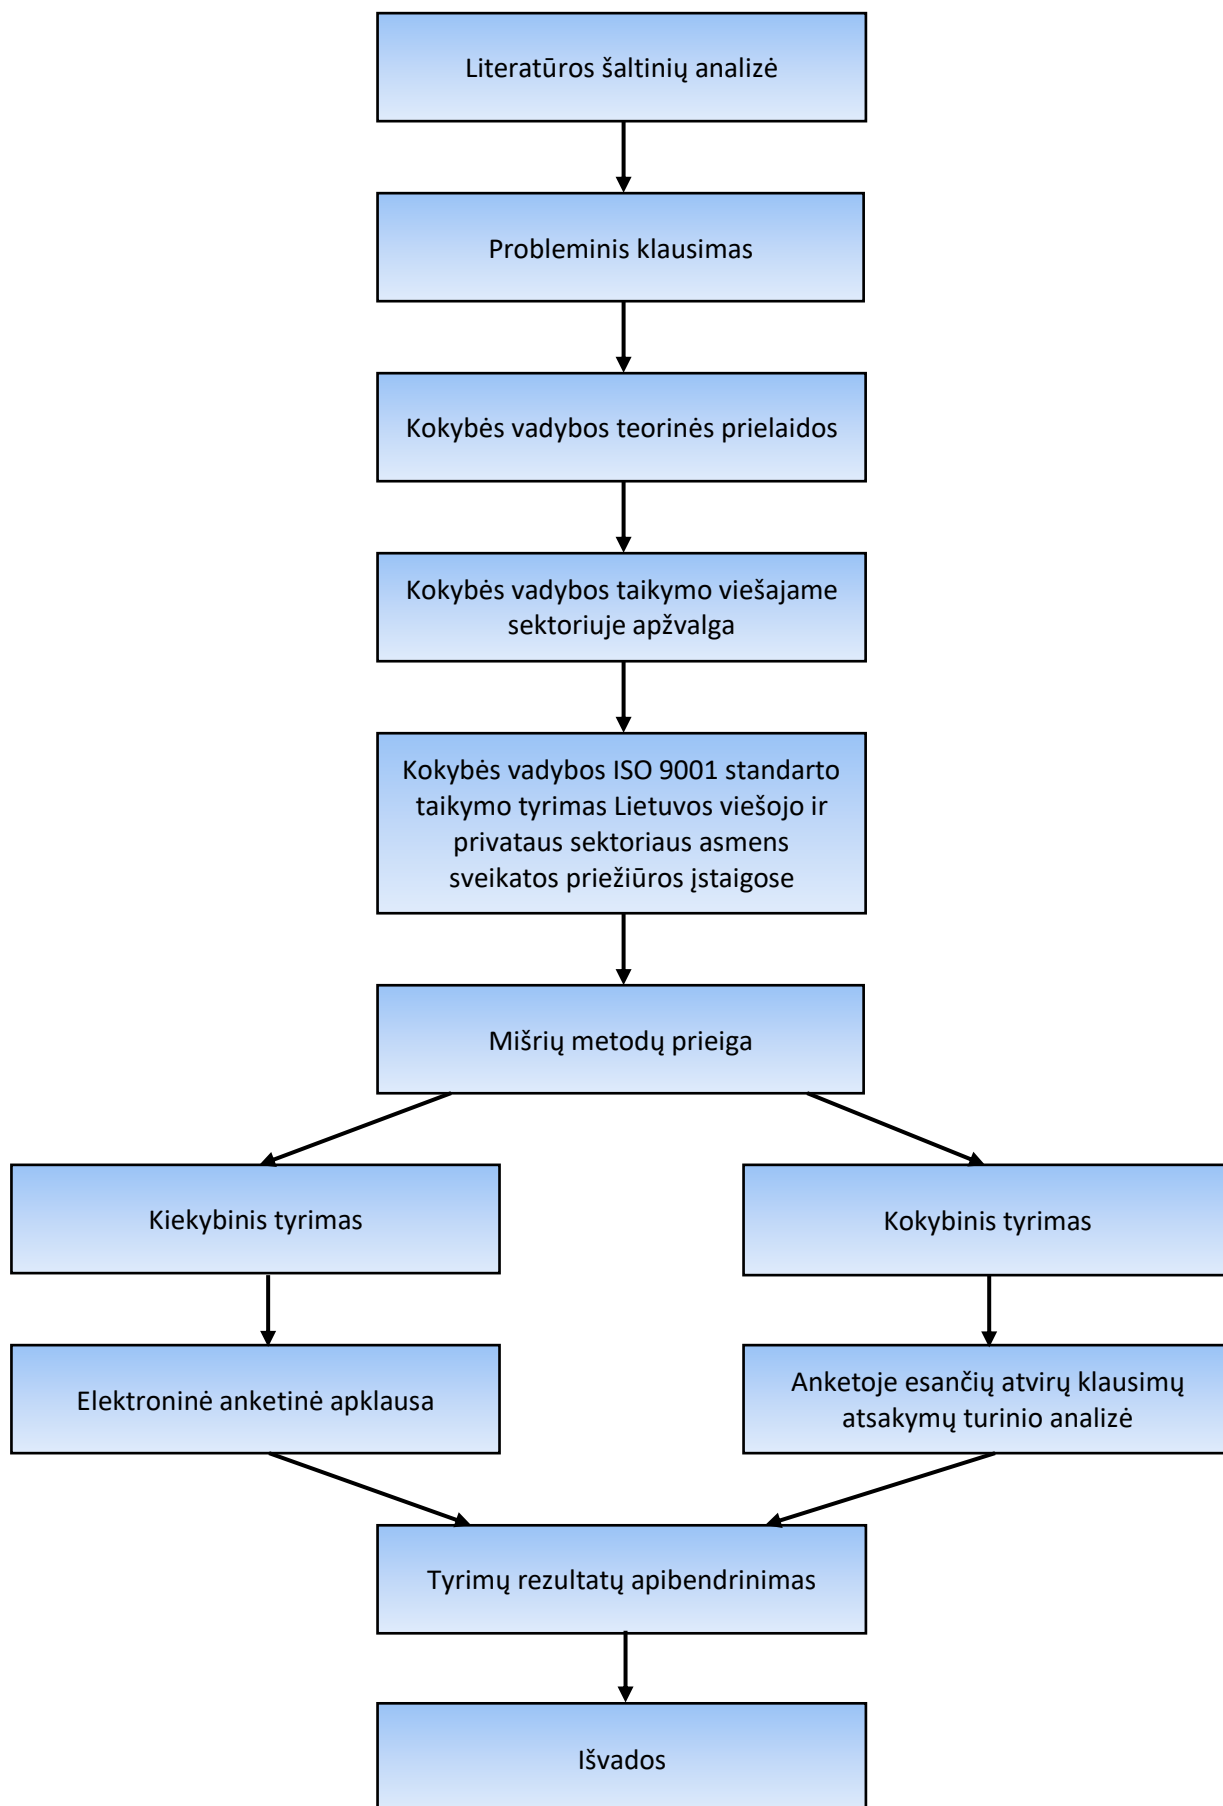 Literatūros šaltinių analizė
Probleminis klausimas
Kokybės vadybos teorinės prielaidos
Kokybės vadybos taikymo viešajame
sektoriuje apžvalga
Kokybės vadybos ISO 9001 standarto
taikymo tyrimas Lietuvos viešojo ir
privataus sektoriaus asmens
sveikatos priežiūros įstaigose
Mišrių metodų prieiga
Kiekybinis tyrimas
Kokybinis tyrimas
Elektroninė anketinė apklausa
Anketoje esančių atvirų klausimų
atsakymų turinio analizė
Tyrimų rezultatų apibendrinimas
Išvados